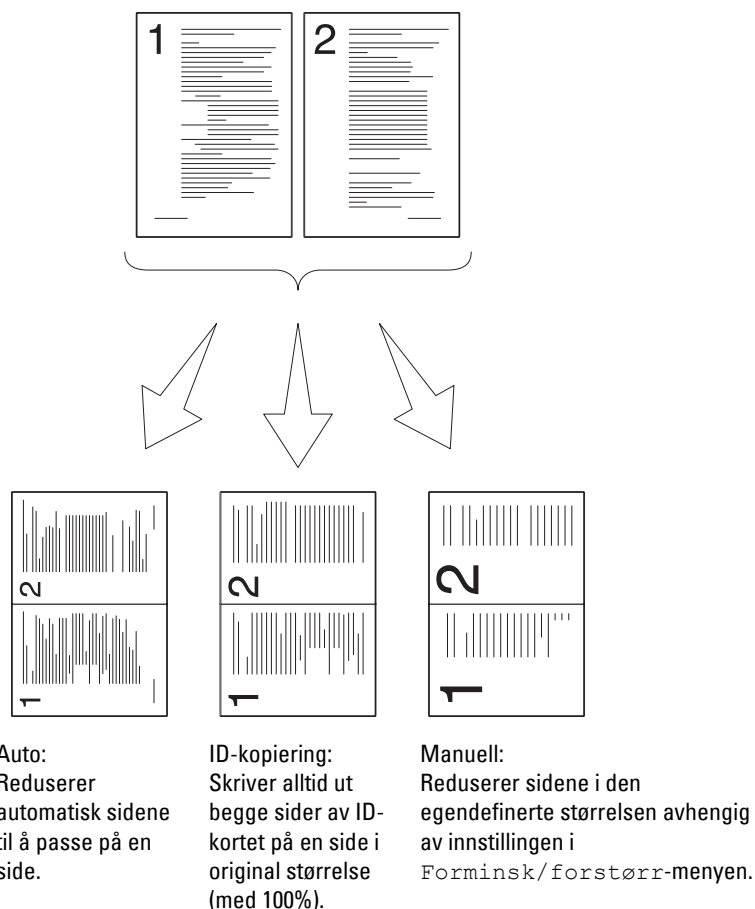 1
2
2
1
2
1
2
1
Auto:
Reduserer
automatisk sidene
til å passe på en
side.
ID-kopiering:
Skriver alltid ut
begge sider av ID-
kortet på en side i
original størrelse
(med 100%).
Manuell:
Reduserer sidene i den
egendefinerte størrelsen avhengig
av innstillingen i
Forminsk/forstørr-menyen.